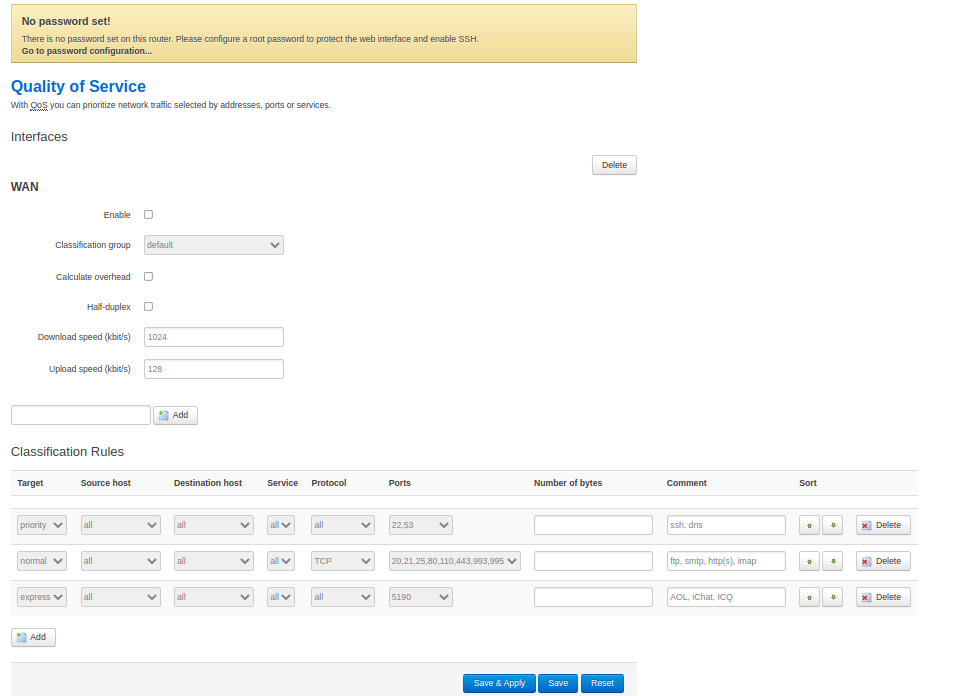 No password set!
There is no password set on this router. Please configure a root password to protect the web interface and enable SSH.
Go to password configuration...
Quality of Service
With QoS you can prioritize network traffic selected by addresses, ports or services.
Interfaces
Delete
WAN
Enable
Classification group default
Calculate overhead
Half-duplex
Download speed (kbit/s) 1024
Upload speed (kbit/s) 128
Add
Classification Rules
Target Source host Destination host Service Protocol Ports Number of bytes Comment Sort
priority all all all all 22,53 ssh, dns Delete
normal all all all TCP 20,21,25,80,110,443,993,995 ftp, smtp, http(s), imap Delete
express all all all all 5190 AOL, iChat, ICQ Delete
Add
Save & Apply Save Reset